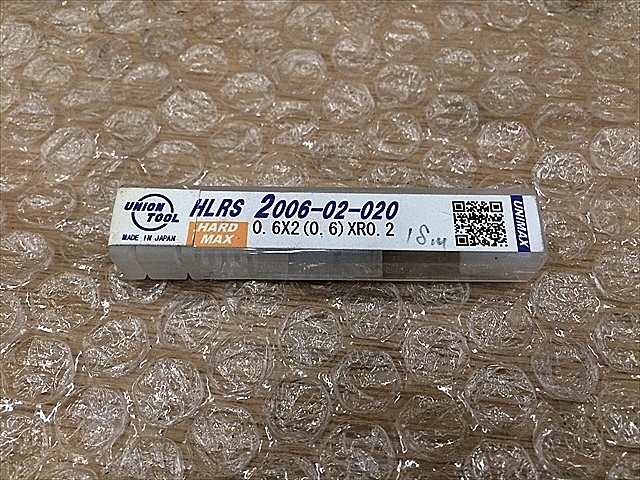 UNION TOOL
MADE IN JAPAN
HLRS 2006-02-020
HARD MAX
0.6X2(0.6)XR0.2
UNIMAX